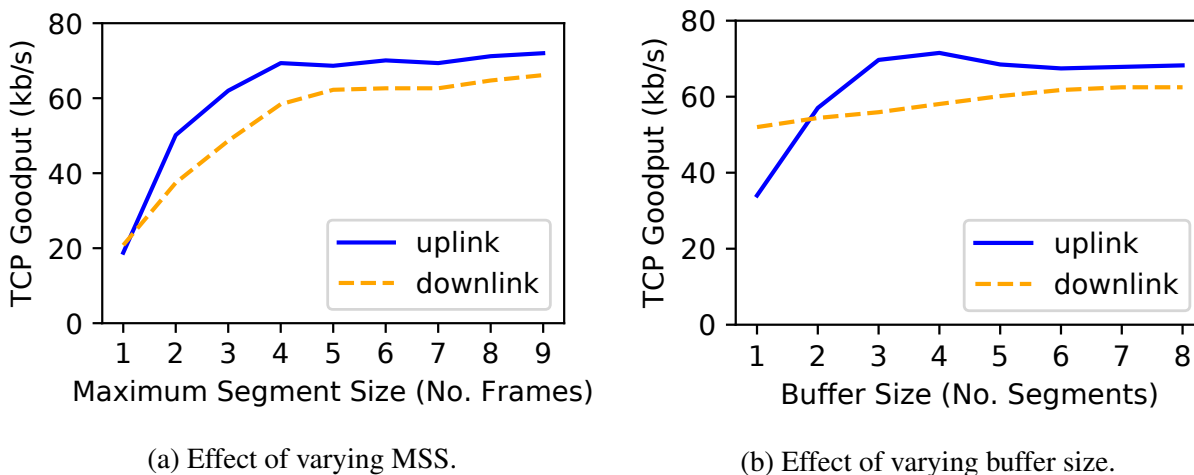 TCP Goodput (kb/s)
80
60
40
20
0
uplink
downlink
1 2 3 4 5 6 7 8 9
Maximum Segment Size (No. Frames)
(a) Effect of varying MSS.
TCP Goodput (kb/s)
80
60
40
20
0
uplink
downlink
1 2 3 4 5 6 7 8
Buffer Size (No. Segments)
(b) Effect of varying buffer size.